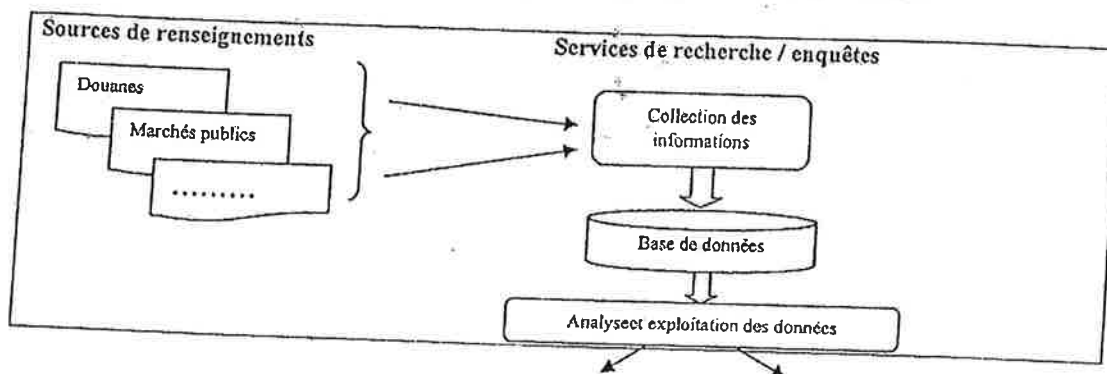 Sources de renseignements
Services de recherche / enquêtes
Douanes
Marchés publics
.........
Collection des
informations
Base de données
Analysect exploitation des données